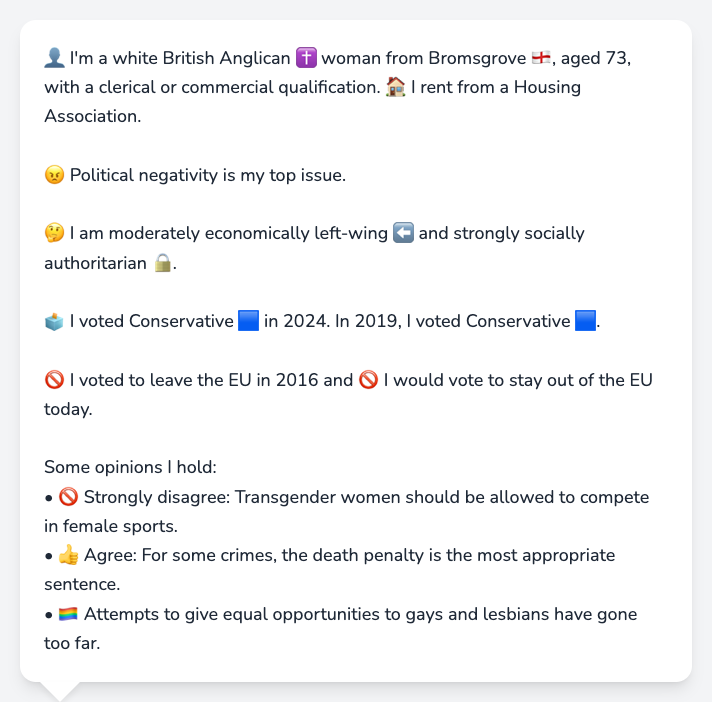 👤 I'm a white British Anglican ✝️ woman from Bromsgrove 🏴󠁧󠁢󠁥󠁮󠁧󠁿, aged 73,
with a clerical or commercial qualification. 🏠 I rent from a Housing
Association.
😠 Political negativity is my top issue.
🤔 I am moderately economically left-wing ⬅️ and strongly socially
authoritarian 🔒.
🗳️ I voted Conservative 🟦 in 2024. In 2019, I voted Conservative 🟦.
🚫 I voted to leave the EU in 2016 and 🚫 I would vote to stay out of the EU
today.
Some opinions I hold:
• 🚫 Strongly disagree: Transgender women should be allowed to compete
in female sports.
• 👍 Agree: For some crimes, the death penalty is the most appropriate
sentence.
• 🏳️‍🌈 Attempts to give equal opportunities to gays and lesbians have gone
too far.